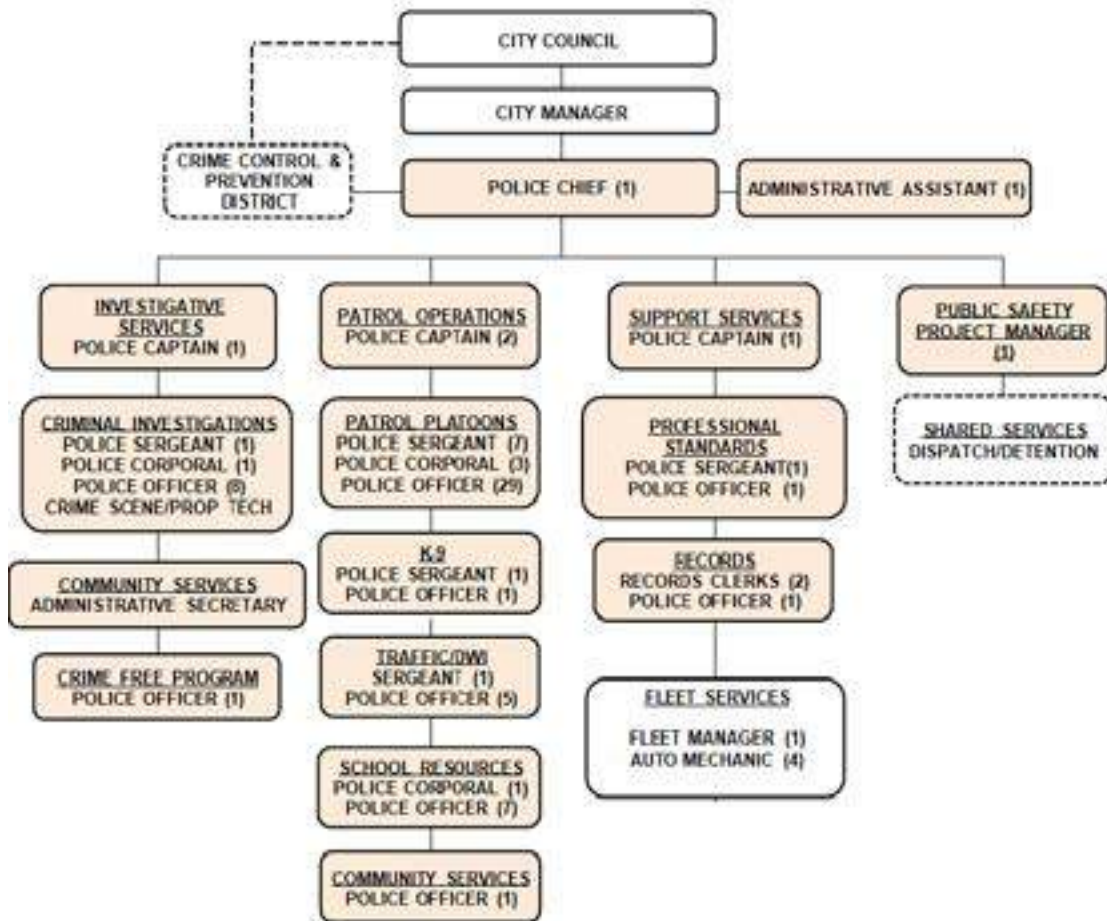 CITY COUNCIL
CITY MANAGER
CRIME CONTROL &
PREVENTION
DISTRICT
POLICE CHIEF (1)
ADMINISTRATIVE ASSISTANT (1)
INVESTIGATIVE
SERVICES
POLICE CAPTAIN (1)
CRIMINAL INVESTIGATIONS
POLICE SERGEANT (1)
POLICE CORPORAL (1)
POLICE OFFICER (8)
CRIME SCENE/PROP TECH
COMMUNITY SERVICES
ADMINISTRATIVE SECRETARY
CRIME FREE PROGRAM
POLICE OFFICER (1)
PATROL OPERATIONS
POLICE CAPTAIN (2)
PATROL PLATOONS
POLICE SERGEANT (7)
POLICE CORPORAL (3)
POLICE OFFICER (29)
K-9
POLICE SERGEANT (1)
POLICE OFFICER (1)
TRAFFIC/DWI
SERGEANT (1)
POLICE OFFICER (5)
SCHOOL RESOURCES
POLICE CORPORAL (1)
POLICE OFFICER (7)
COMMUNITY SERVICES
POLICE OFFICER (1)
SUPPORT SERVICES
POLICE CAPTAIN (1)
PROFESSIONAL
STANDARDS
POLICE SERGEANT(1)
POLICE OFFICER (1)
RECORDS
RECORDS CLERKS (2)
POLICE OFFICER (1)
FLEET SERVICES
FLEET MANAGER (1)
AUTO MECHANIC (4)
PUBLIC SAFETY
PROJECT MANAGER
SHARED SERVICES
DISPATCH/DETENTION